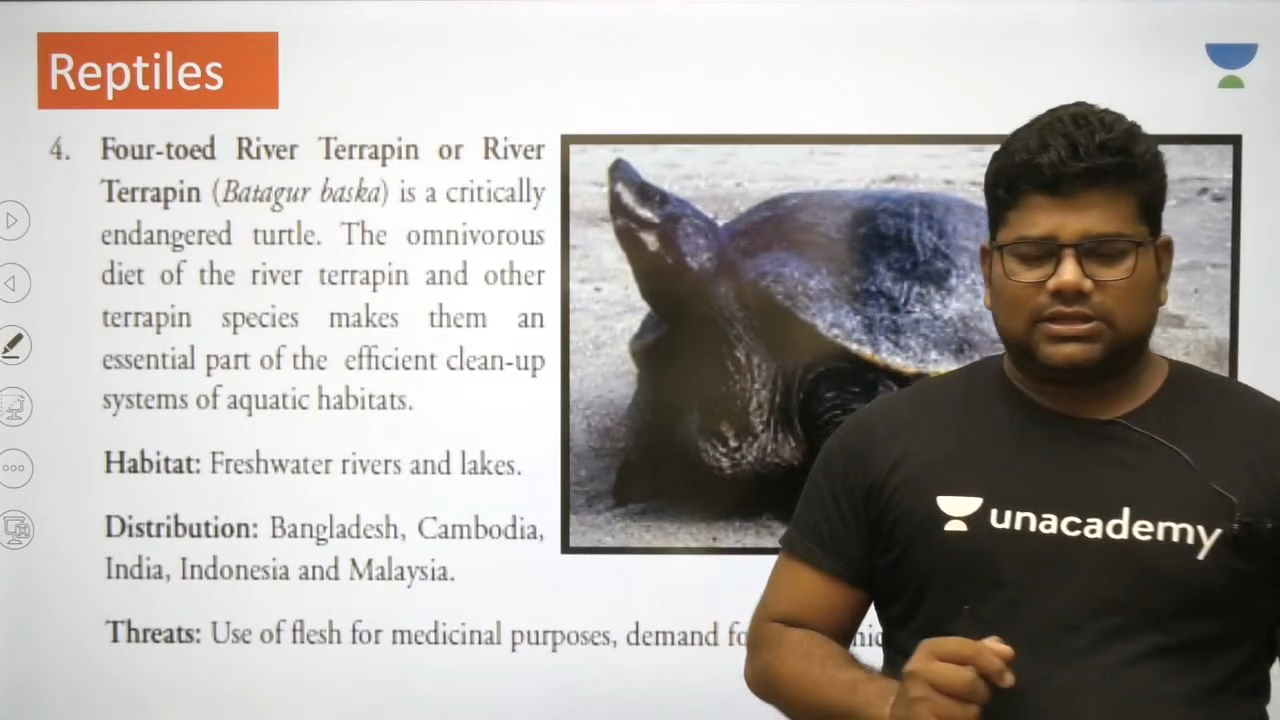 Reptiles
4. Four-toed River Terrapin or River
Terrapin (Batagur baska) is a critically
endangered turtle. The omnivorous
diet of the river terrapin and other
terrapin species makes them an
essential part of the efficient clean-up
systems of aquatic habitats.
Habitat: Freshwater rivers and lakes.
Distribution: Bangladesh, Cambodia,
India, Indonesia and Malaysia.
Threats: Use of flesh for medicinal purposes, demand
unacademy